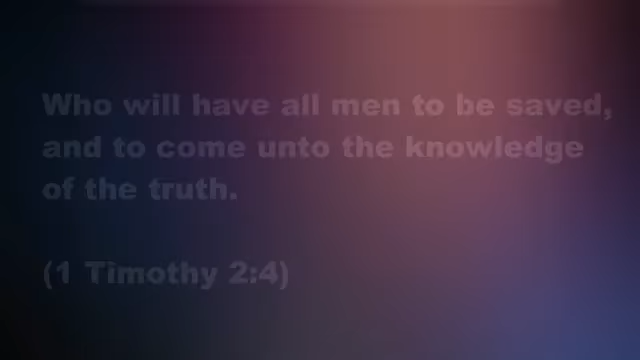 Who will have all men to be saved,
and to come unto the knowledge
of the truth.
(1 Timothy 2:4)